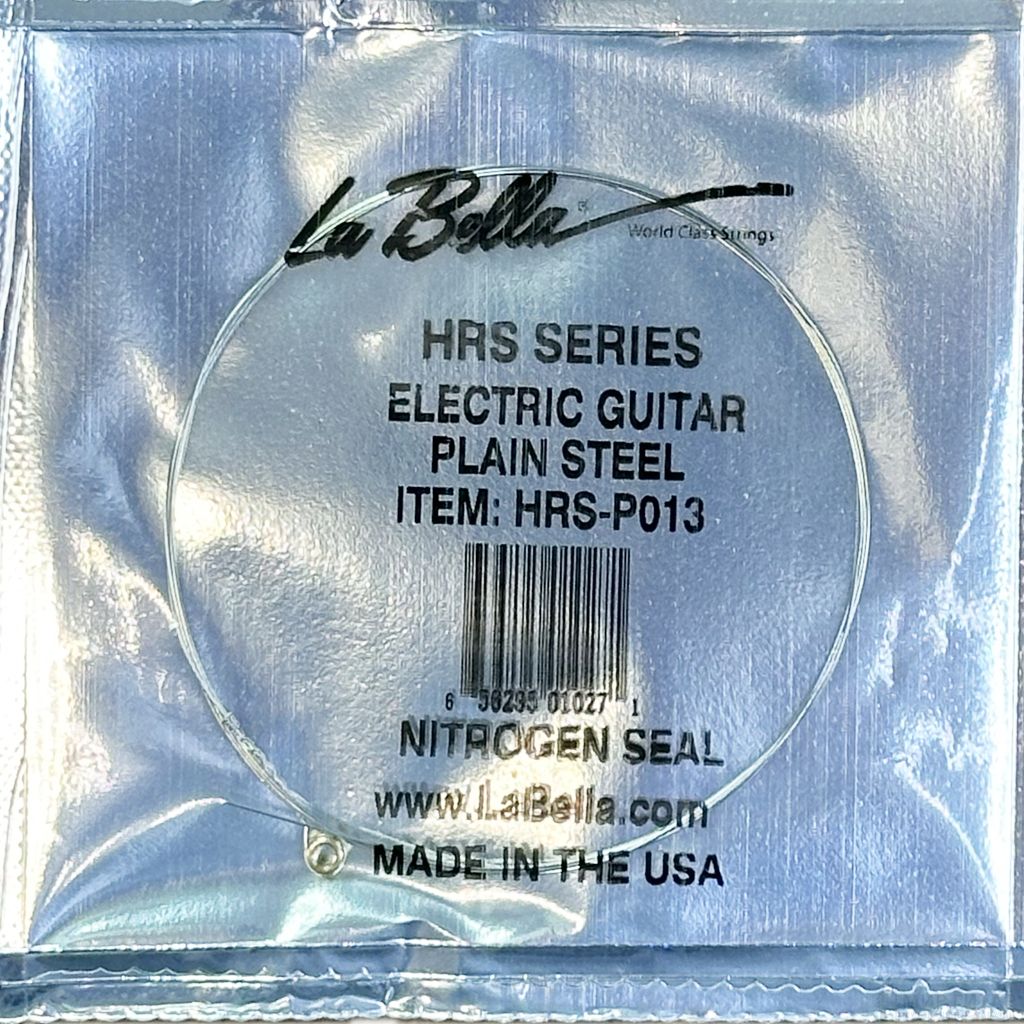 La Bella®
World Class Strings
HRS SERIES
ELECTRIC GUITAR
PLAIN STEEL
ITEM: HRS-P013
6 56295 01027 1
NITROGEN SEAL
www.LaBella.com
MADE IN THE USA